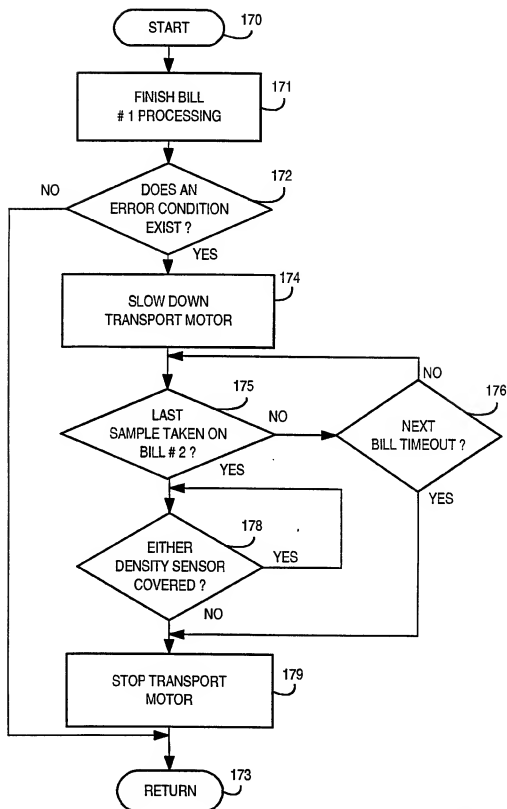 START
170
171
FINISH BILL
# 1 PROCESSING
NO
172
DOES AN
ERROR CONDITION
EXIST ?
YES
174
SLOW DOWN
TRANSPORT MOTOR
NO
175
176
LAST
SAMPLE TAKEN ON
BILL # 2 ?
NO
NEXT
BILL TIMEOUT ?
YES
YES
178
EITHER
DENSITY SENSOR
COVERED ?
YES
NO
STOP TRANSPORT
MOTOR
179
RETURN
173